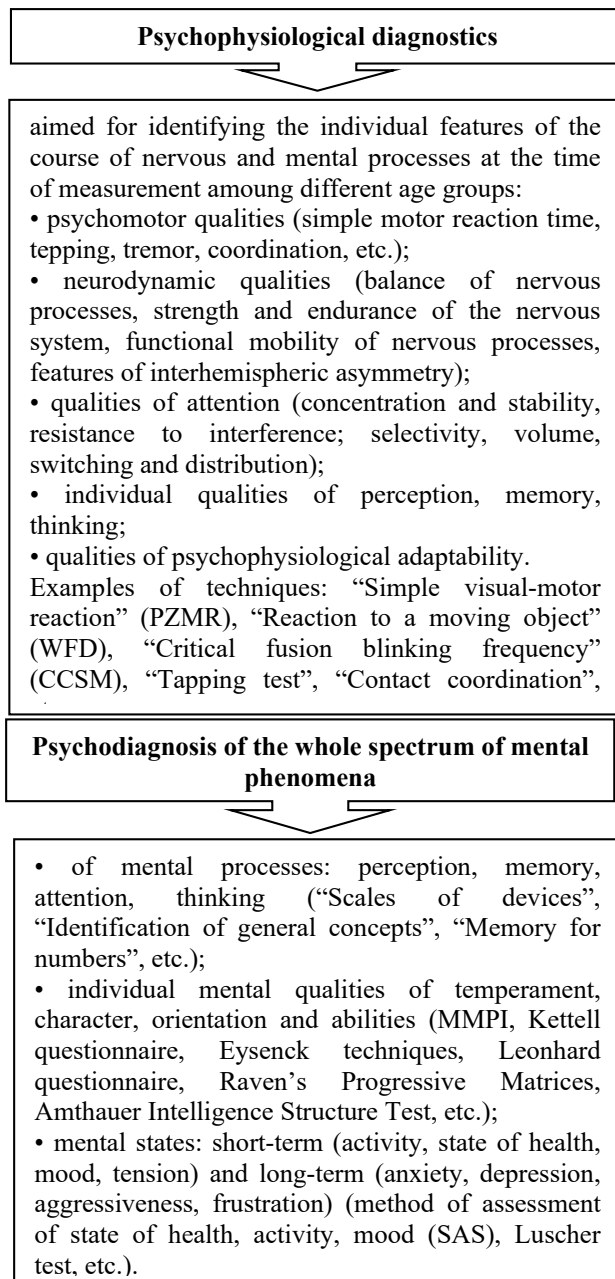 Psychophysiological diagnostics
aimed for identifying the individual features of the
course of nervous and mental processes at the time
of measurement amoung different age groups:
• psychomotor qualities (simple motor reaction time,
tepping, tremor, coordination, etc.);
• neurodynamic qualities (balance of nervous
processes, strength and endurance of the nervous
system, functional mobility of nervous processes,
features of interhemispheric asymmetry);
• qualities of attention (concentration and stability,
resistance to interference; selectivity, volume,
switching and distribution);
• individual qualities of perception, memory,
thinking;
• qualities of psychophysiological adaptability.
Examples of techniques: “Simple visual-motor
reaction” (PZMR), “Reaction to a moving object”
(WFD), “Critical fusion blinking frequency”
(CCSM), “Tapping test”, “Contact coordination”,
Psychodiagnosis of the whole spectrum of mental
phenomena
• of mental processes: perception, memory,
attention, thinking (“Scales of devices”,
“Identification of general concepts”, “Memory for
numbers”, etc.);
• individual mental qualities of temperament,
character, orientation and abilities (MMPI, Kettell
questionnaire, Eysenck techniques, Leonhard
questionnaire, Raven’s Progressive Matrices,
Amthauer Intelligence Structure Test, etc.);
• mental states: short-term (activity, state of health,
mood, tension) and long-term (anxiety, depression,
aggressiveness, frustration) (method of assessment
of state of health, activity, mood (SAS), Luscher
test, etc.).